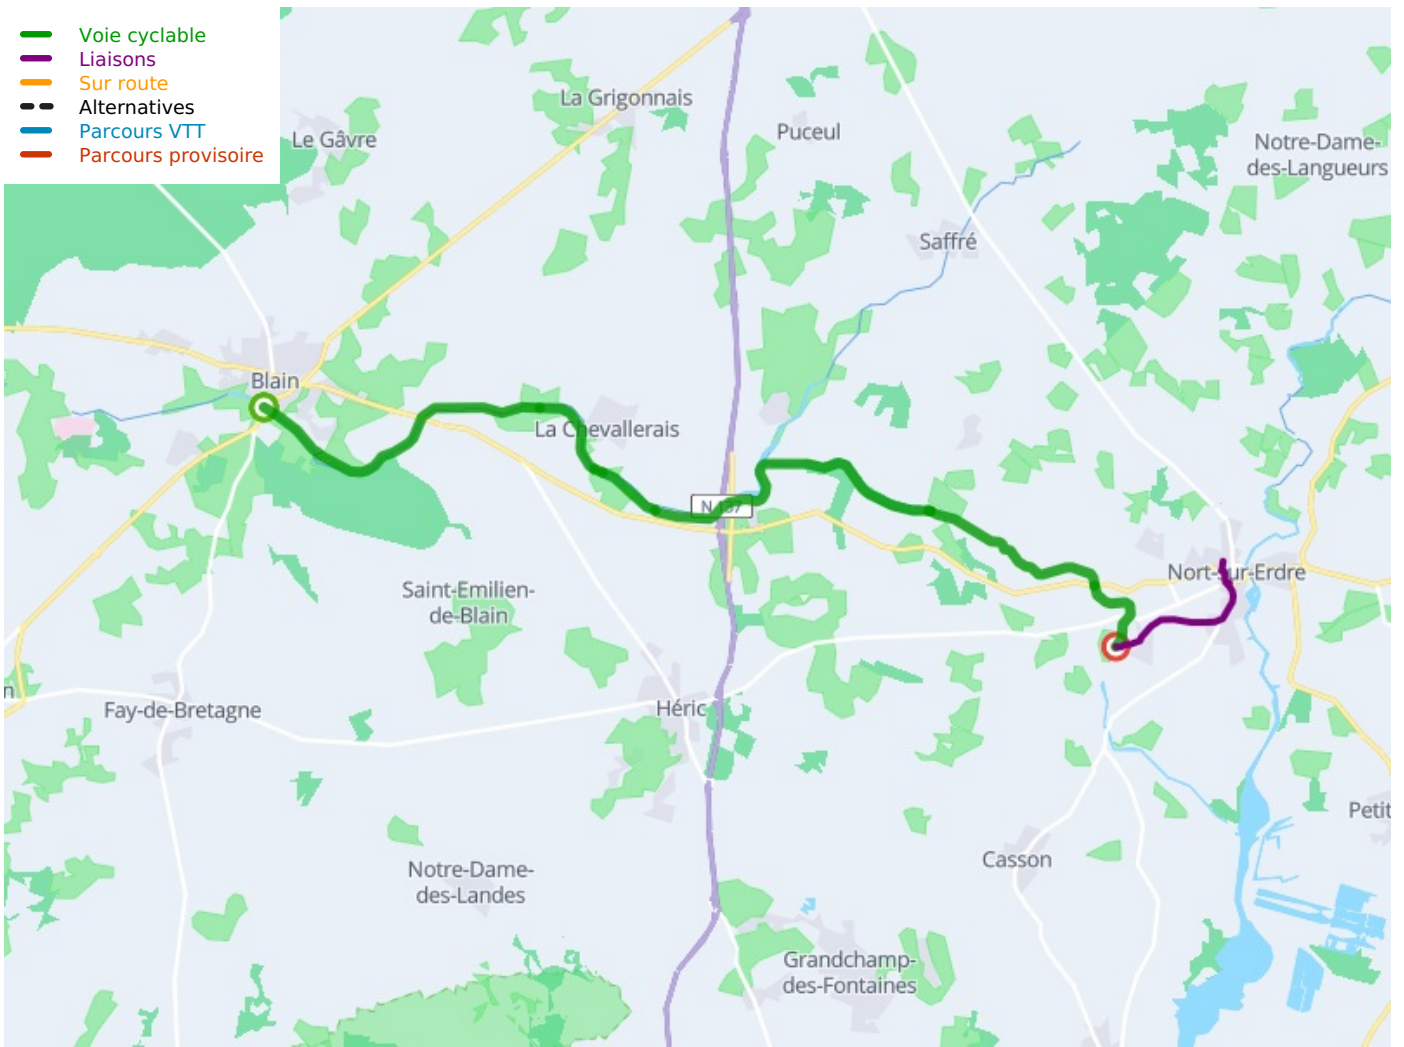 Voie cyclable
Liaisons
Sur route
Alternatives
Parcours VTT
Parcours provisoire
La Grigonnais
Le Gâvre
Puceul
Notre-Dame-
des-Langueurs
Saffré
Blain
La Chevallerais
Nort-sur-Erdre
Saint-Emilien-
de-Blain
n
Fay-de-Bretagne
Héric
Petit
Casson
Notre-Dame-
des-Landes
Grandchamp-
des-Fontaines